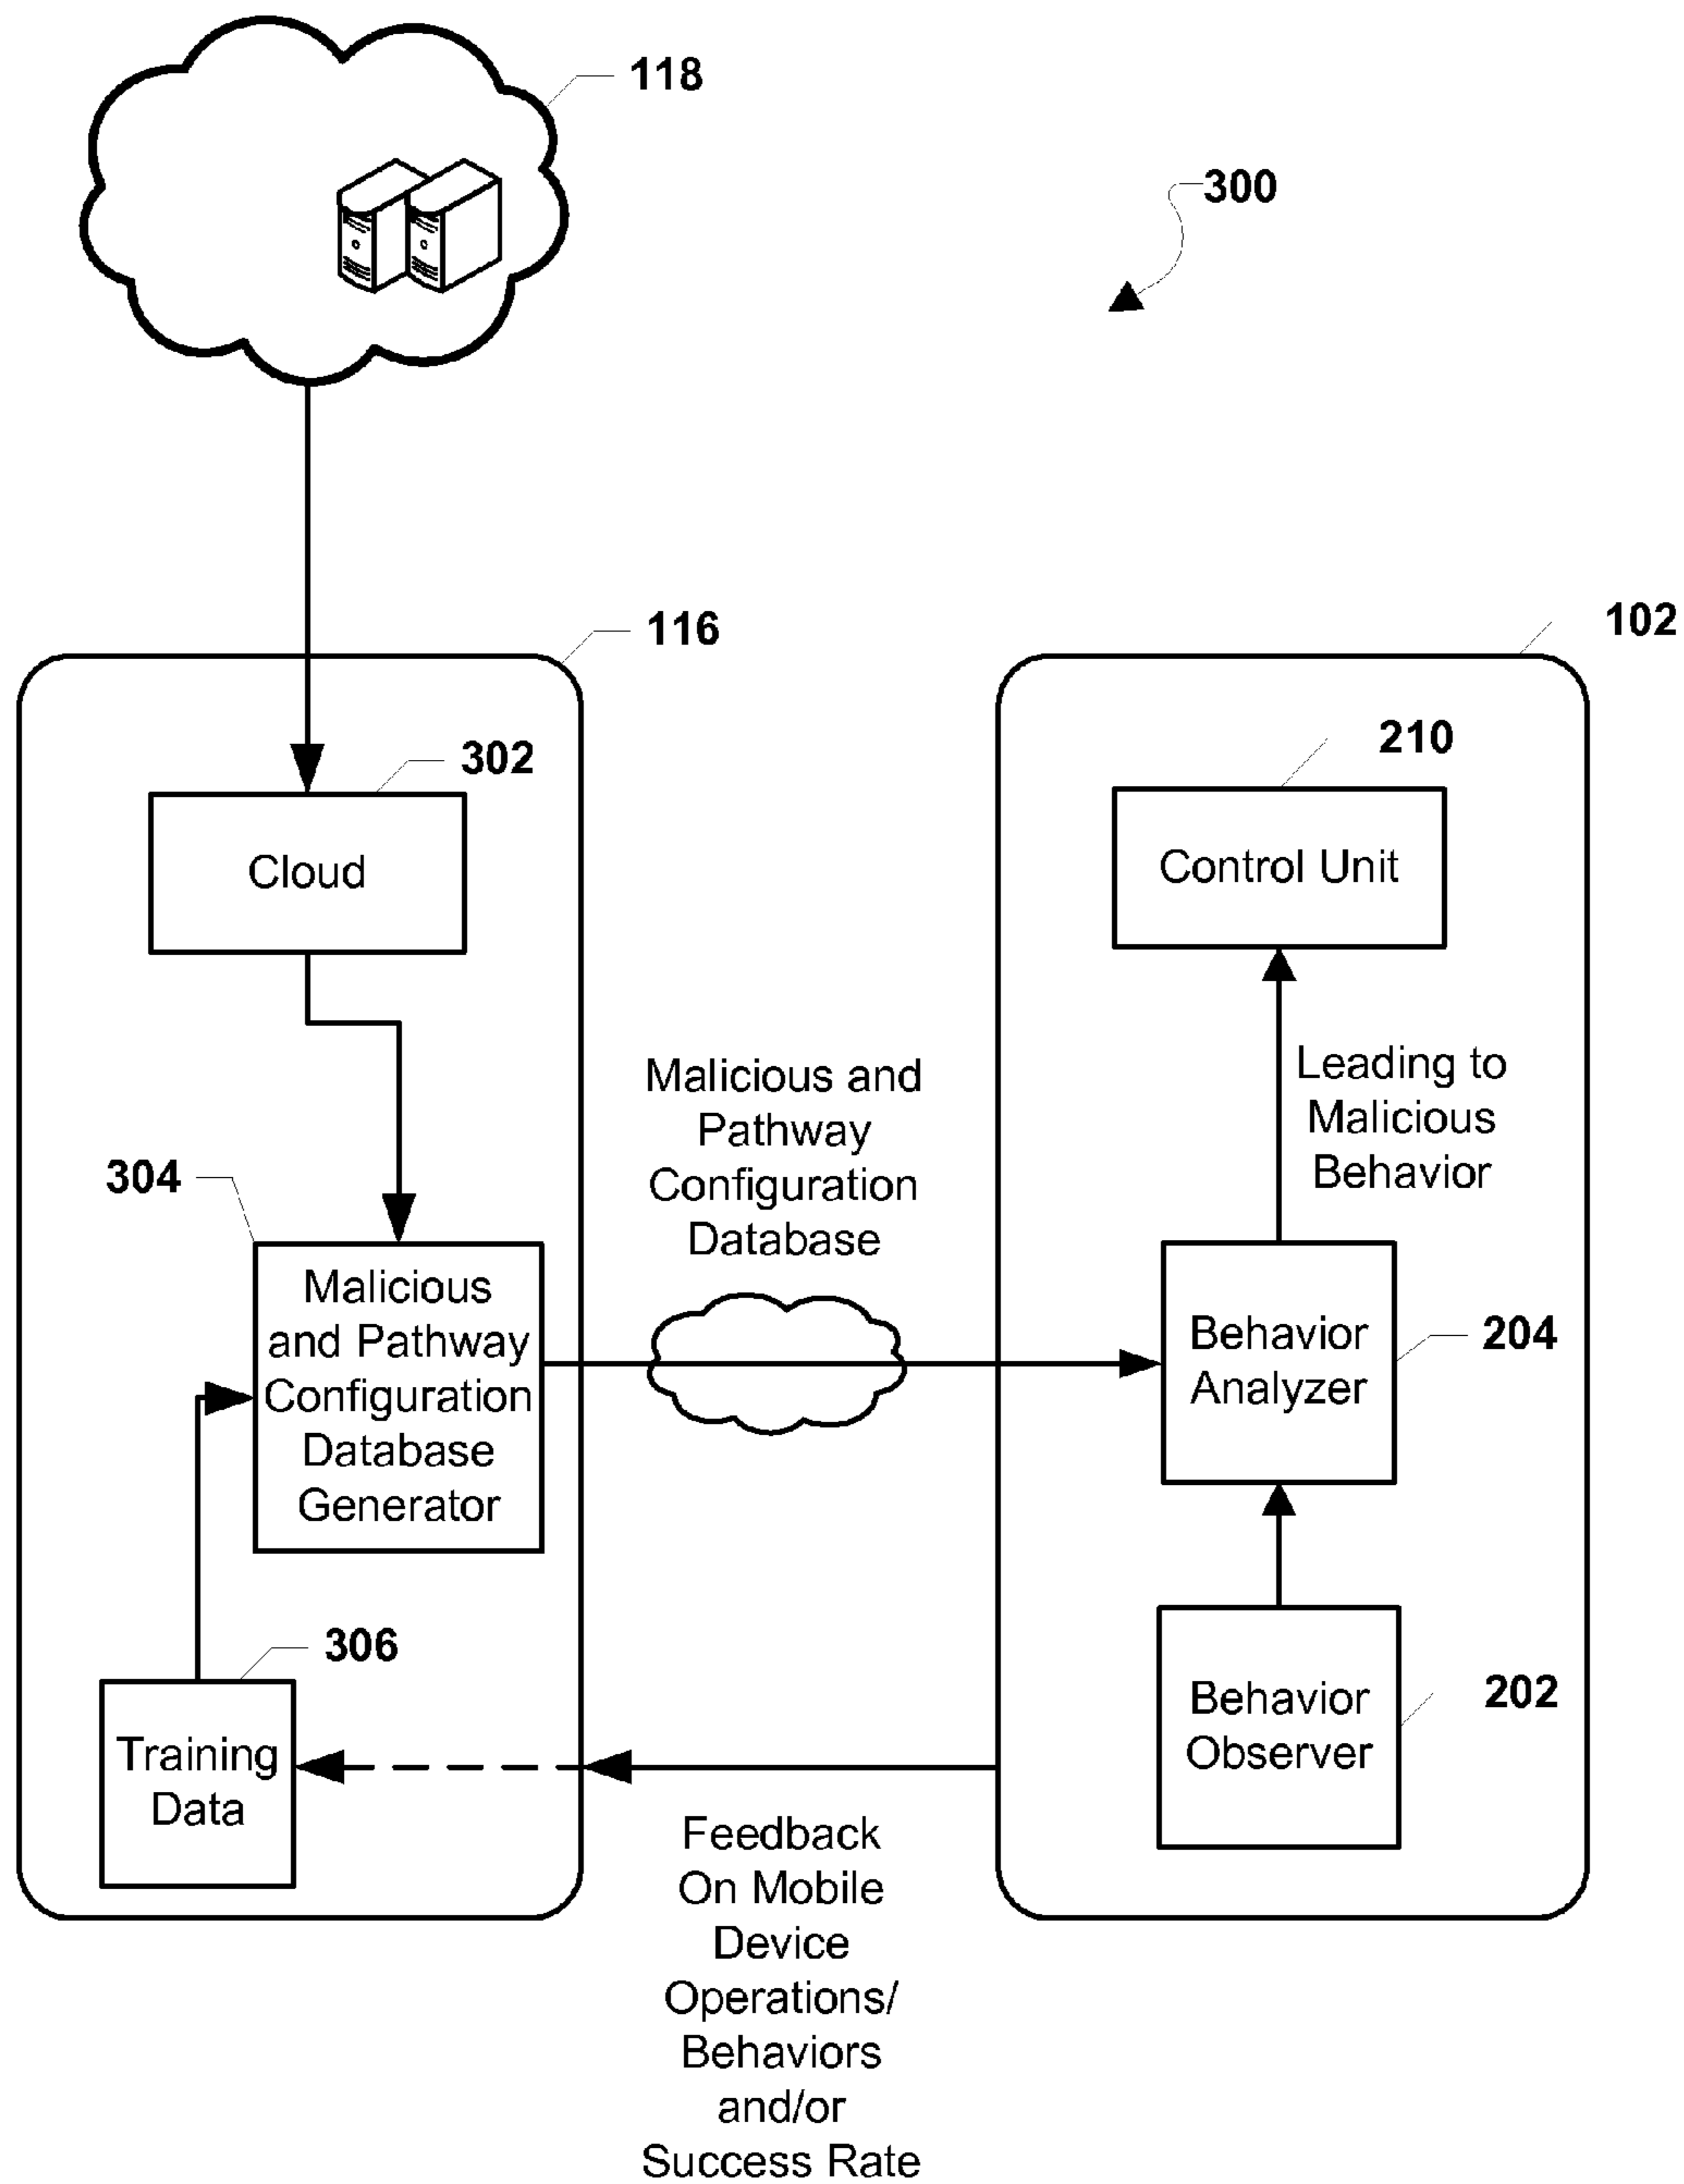 118
300
116
102
302
210
Cloud
Control Unit
Malicious and
Pathway
Configuration
Database
Leading to
Malicious
Behavior
304
Malicious
and Pathway
Configuration
Database
Generator
Behavior
Analyzer
204
306
Training
Data
Behavior
Observer
202
Feedback
On Mobile
Device
Operations/
Behaviors
and/or
Success Rate